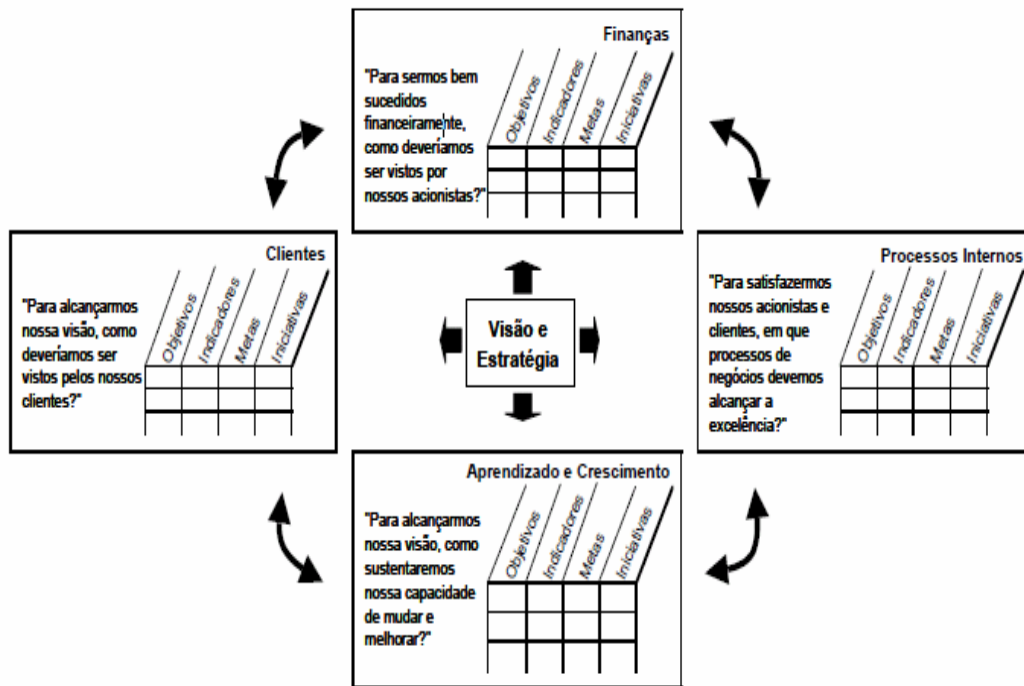 Finanças
"Para sermos bem
sucedidos
financeiramente,
como deveríamos
ser vistos por
nossos acionistas?"
Objetivos
Indicadores
Metas
Iniciativas
Clientes
"Para alcançarmos
nossa visão, como
deveríamos ser
vistos pelos nossos
clientes?"
Objetivos
Indicadores
Metas
Iniciativas
Visão e
Estratégia
Processos Internos
"Para satisfazermos
nossos acionistas e
clientes, em que
processos de
negócios devemos
alcançar a
excelência?"
Objetivos
Indicadores
Metas
Iniciativas
Aprendizado e Crescimento
"Para alcançarmos
nossa visão, como
sustentaremos
nossa capacidade
de mudar e
melhorar?"
Objetivos
Indicadores
Metas
Iniciativas